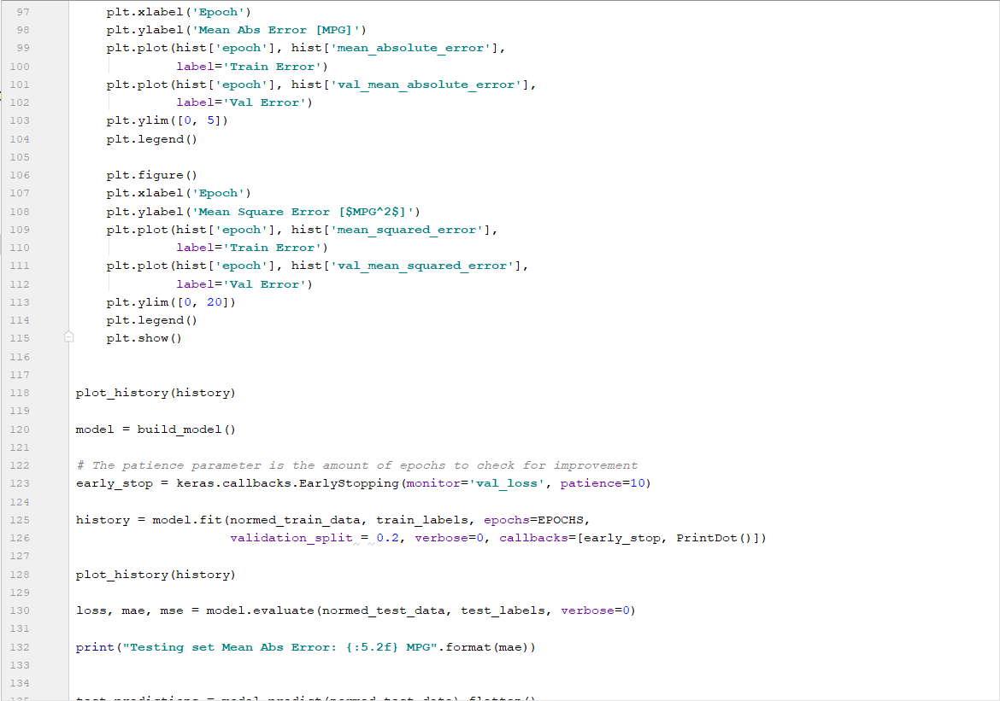 97 plt.xlabel('Epoch')
98 plt.ylabel('Mean Abs Error [MPG]')
99 plt.plot(hist['epoch'], hist['mean_absolute_error'],
100 label='Train Error')
101 plt.plot(hist['epoch'], hist['val_mean_absolute_error'],
102 label='Val Error')
103 plt.ylim([0, 5])
104 plt.legend()
105
106 plt.figure()
107 plt.xlabel('Epoch')
108 plt.ylabel('Mean Square Error [$MPG^2$]')
109 plt.plot(hist['epoch'], hist['mean_squared_error'],
110 label='Train Error')
111 plt.plot(hist['epoch'], hist['val_mean_squared_error'],
112 label='Val Error')
113 plt.ylim([0, 20])
114 plt.legend()
115 plt.show()
116
117
118 plot_history(history)
119
120 model = build_model()
121
122 # The patience parameter is the amount of epochs to check for improvement
123 early_stop = keras.callbacks.EarlyStopping(monitor='val_loss', patience=10)
124
125 history = model.fit(normed_train_data, train_labels, epochs=EPOCHS,
126 validation_split = 0.2, verbose=0, callbacks=[early_stop, PrintDot()])
127
128 plot_history(history)
129
130 loss, mae, mse = model.evaluate(normed_test_data, test_labels, verbose=0)
131
132 print("Testing set Mean Abs Error: {:5.2f} MPG".format(mae))
133
134
135 test_predictions = model.predict(normed_test_data).flatten()